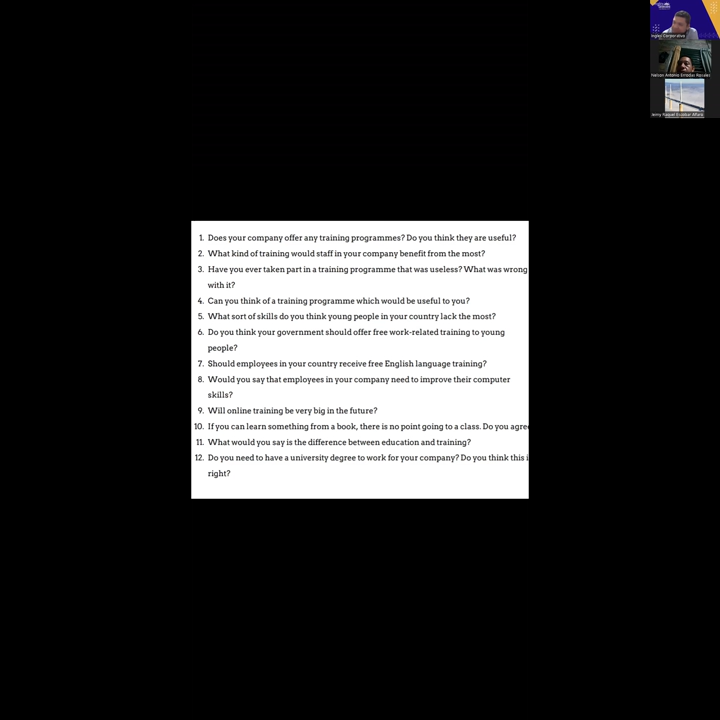 1. Does your company offer any training programmes? Do you think they are useful?
2. What kind of training would staff in your company benefit from the most?
3. Have you ever taken part in a training programme that was useless? What was wrong
with it?
4. Can you think of a training programme which would be useful to you?
5. What sort of skills do you think young people in your country lack the most?
6. Do you think your government should offer free work-related training to young
people?
7. Should employees in your country receive free English language training?
8. Would you say that employees in your company need to improve their computer
skills?
9. Will online training be very big in the future?
10. If you can learn something from a book, there is no point going to a class. Do you agree
11. What would you say is the difference between education and training?
12. Do you need to have a university degree to work for your company? Do you think this i
right?
Nelson Antonio
Raquel Escobar Alfaro